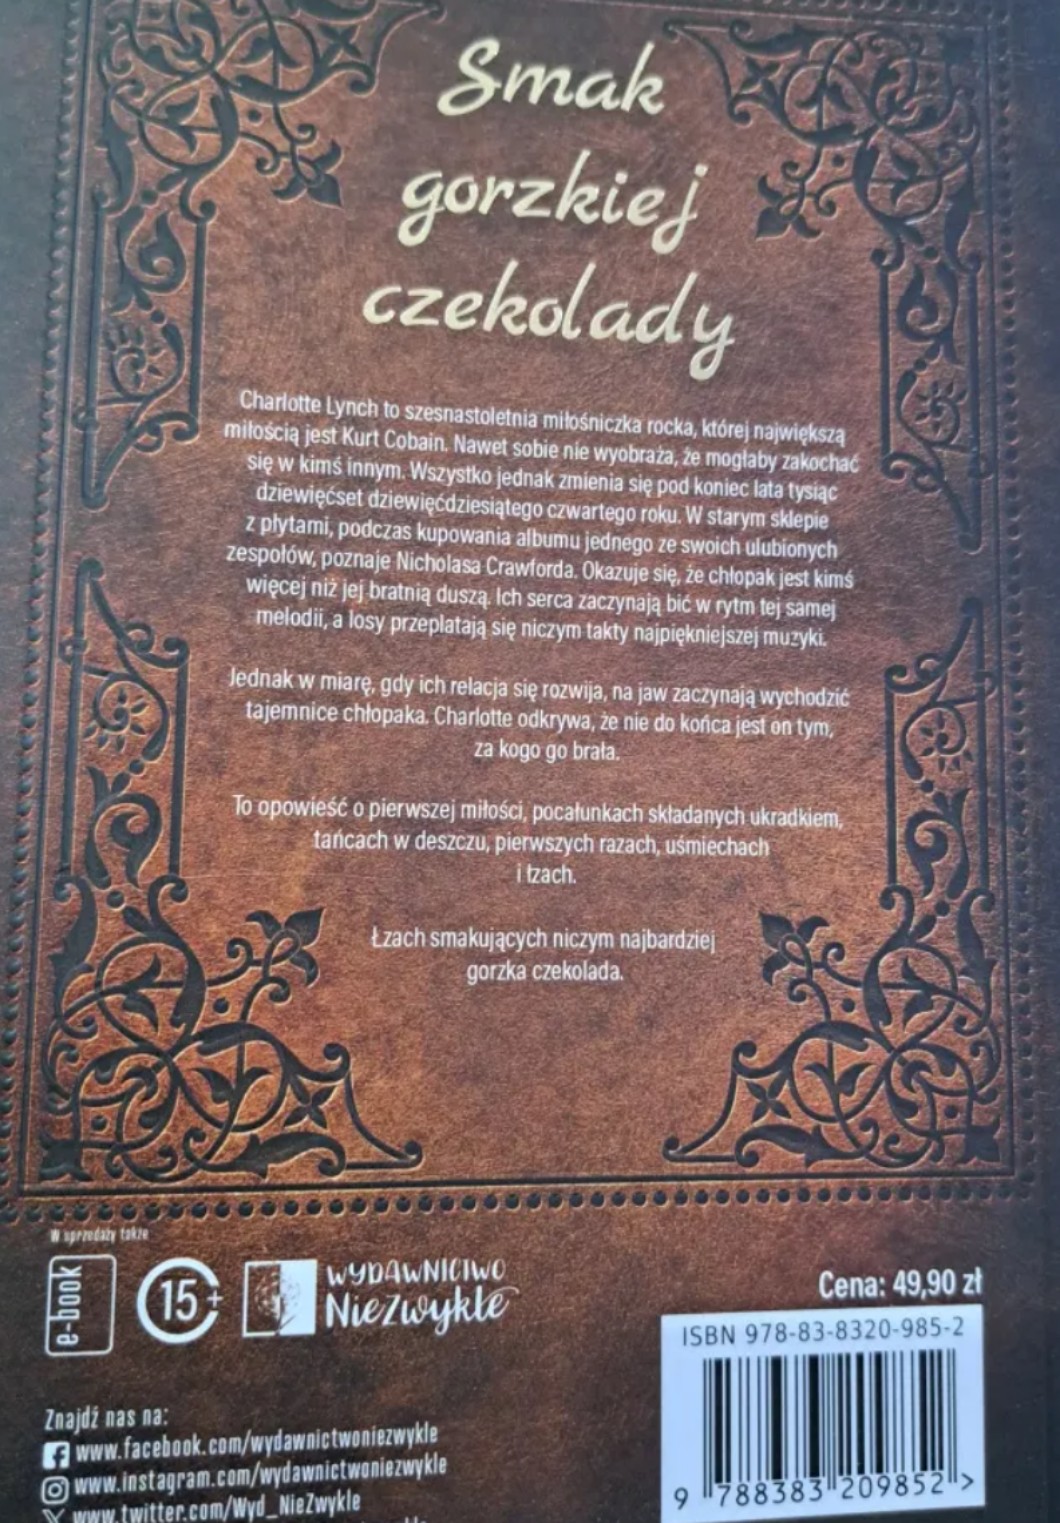 Smak
gorzkiej
czekolady
Charlotte Lynch to szesnastoletnia miłośniczka rocka, której największą
miłością jest Kurt Cobain. Nawet sobie nie wyobraża, że mogłaby zakochać
się w kimś innym. Wszystko jednak zmienia się pod koniec lata tysiąc
dziewięćset dziewięćdziesiątego czwartego roku. W starym sklepie
z płytami, podczas kupowania albumu jednego ze swoich ulubionych
zespołów, poznaje Nicholasa Crawforda. Okazuje się, że chłopak jest kimś
więcej niż jej bratnią duszą. Ich serca zaczynają bić w rytm tej samej
melodii, a losy przeplatają się niczym takty najpiękniejszej muzyki.
Jednak w miarę, gdy ich relacja się rozwija, na jaw zaczynają wychodzić
tajemnice chłopaka. Charlotte odkrywa, że nie do końca jest on tym,
za kogo go brała.
To opowieść o pierwszej miłości, pocałunkach składanych ukradkiem,
tańcach w deszczu, pierwszych razach, uśmiechach
i łzach.
Łzach smakujących niczym najbardziej
gorzka czekolada.
W sprzedaży także
e-book
15+
WYDAWNICTWO
NieZwykłe
Cena: 49,90 zł
ISBN 978-83-8320-985-2
9 788383 209852 >
Znajdź nas na:
www.facebook.com/wydawnictwoniezwykle
www.instagram.com/wydawnictwoniezwykle
www.twitter.com/Wyd_NieZwykle